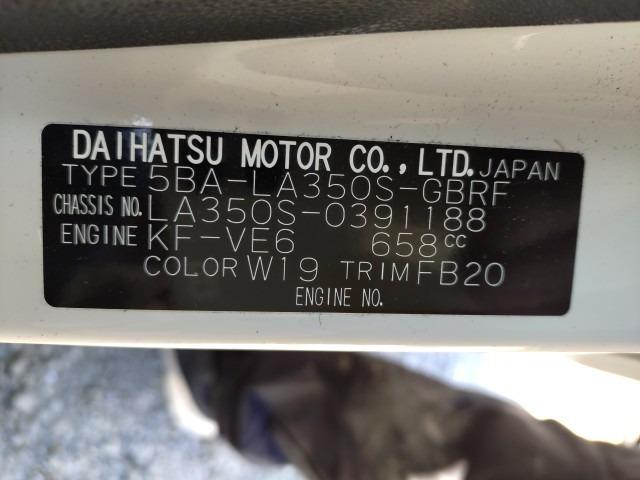 DAIHATSU MOTOR CO.,LTD. JAPAN
TYPE 5BA-LA350S-GBRF
CHASSIS NO. LA350S-0391188
ENGINE KF-VE6 658cc
COLOR W19 TRIM FB20
ENGINE NO.